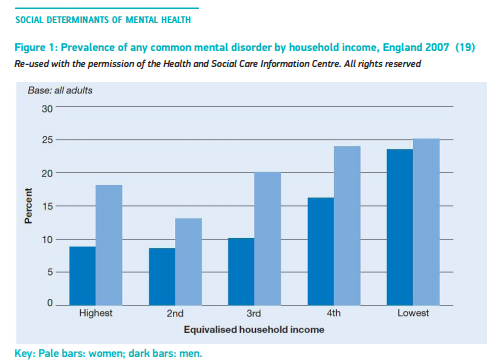 SOCIAL DETERMINANTS OF MENTAL HEALTH
Figure 1: Prevalence of any common mental disorder by household income, England 2007 (19)
Re-used with the permission of the Health and Social Care Information Centre. All rights reserved
Base: all adults
30
25
20
15
10
5
0
Percent
Highest 2nd 3rd 4th Lowest
Equivalised household income
Key: Pale bars: women; dark bars: men.